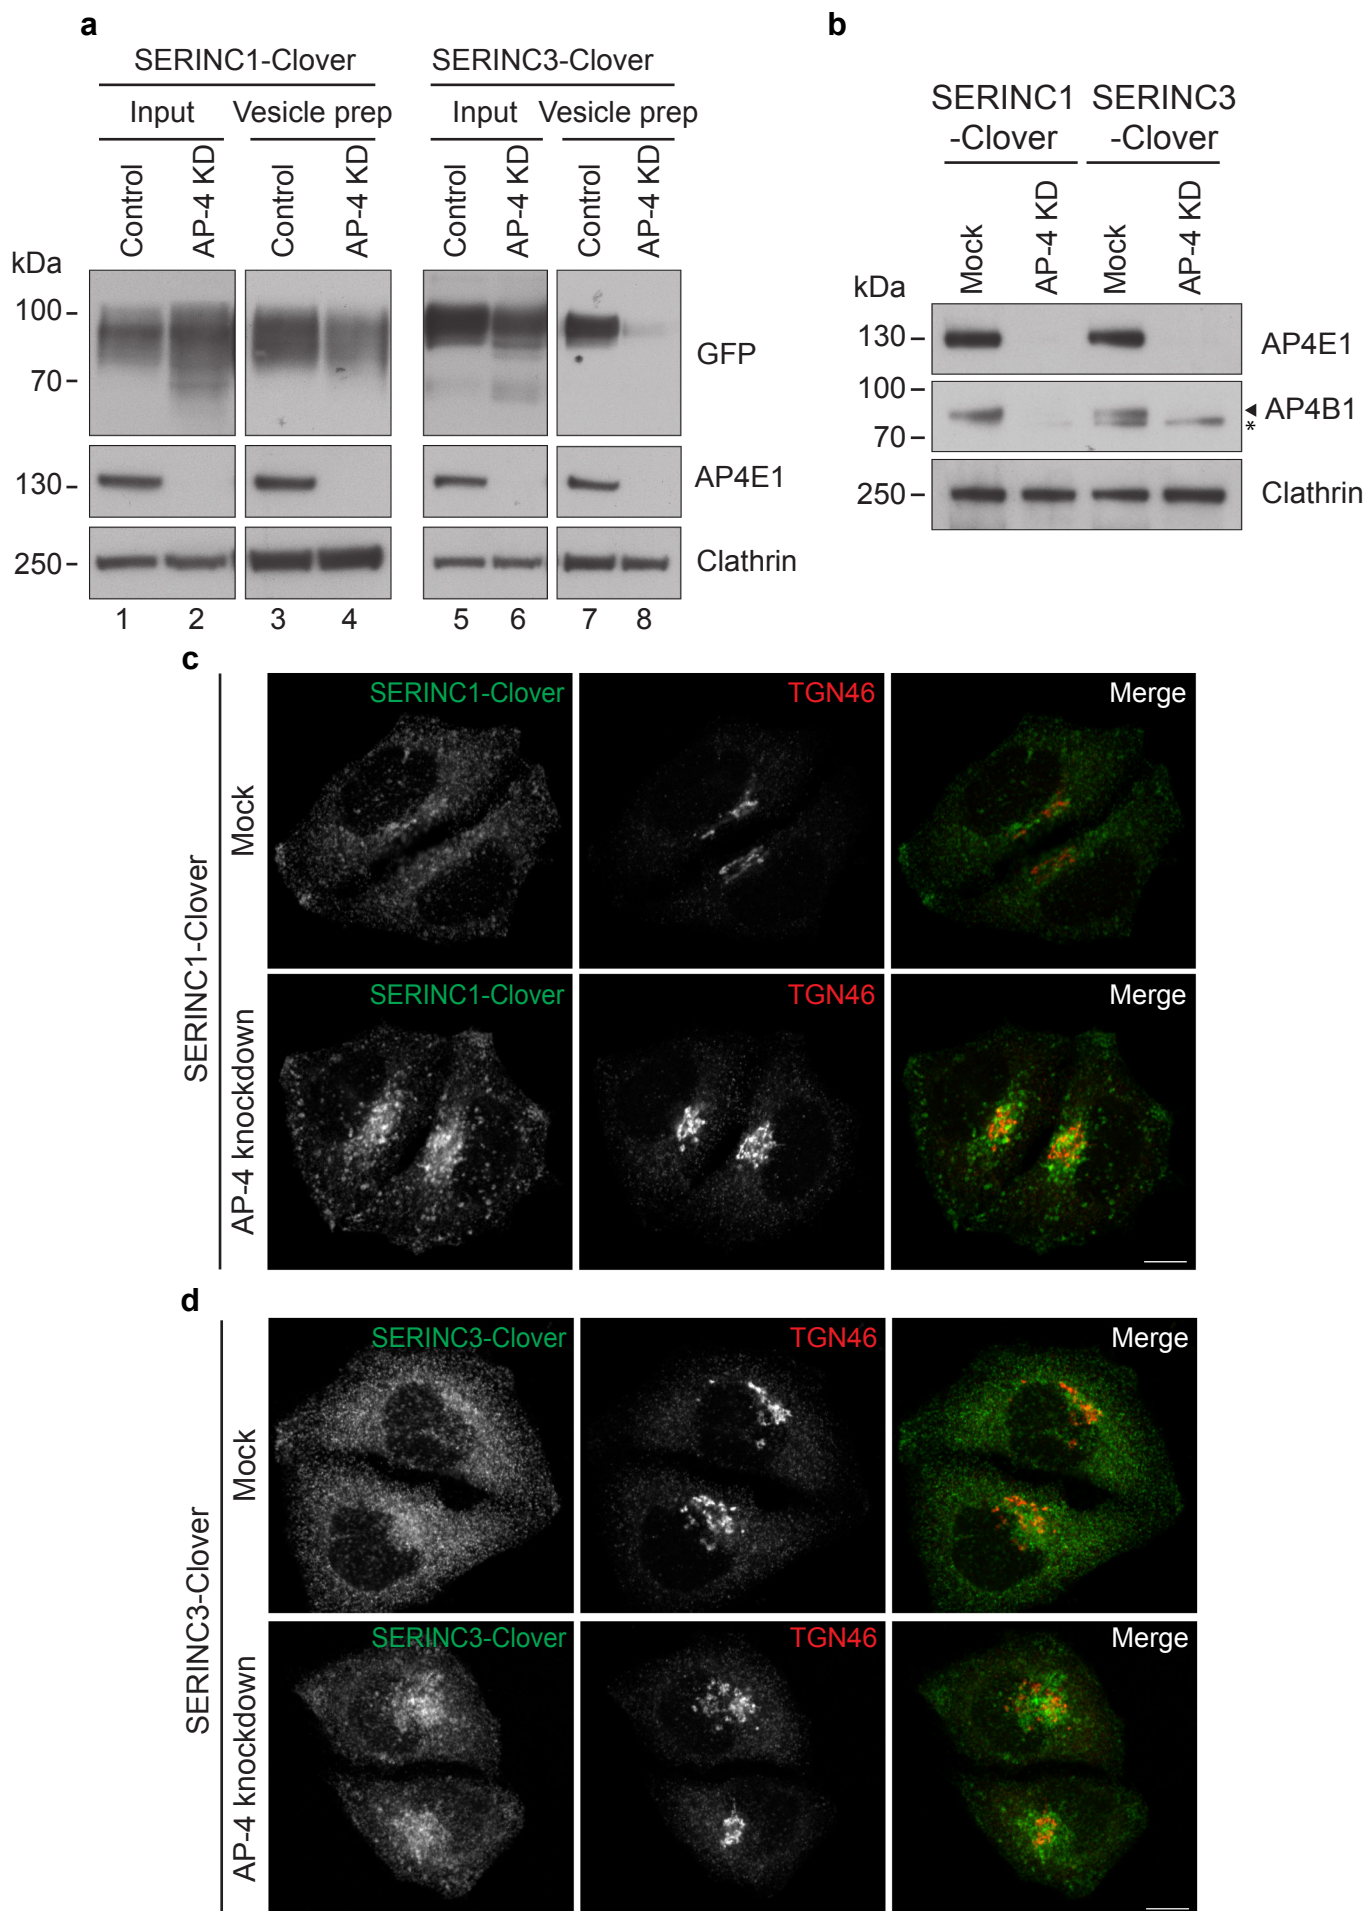 a
SERINC1-Clover SERINC3-Clover
Input Vesicle prep Input Vesicle prep
Control AP-4 KD Control AP-4 KD Control AP-4 KD Control AP-4 KD
kDa
100
70
GFP
130
AP4E1
250
Clathrin
1 2 3 4 5 6 7 8
b
SERINC1 SERINC3
-Clover -Clover
Mock AP-4 KD Mock AP-4 KD
kDa
130 AP4E1
100
◄ AP4B1
*
70
250 Clathrin
c
SERINC1-Clover
Mock
SERINC1-Clover TGN46 Merge
AP-4 knockdown
SERINC1-Clover TGN46 Merge
d
SERINC3-Clover
Mock
SERINC3-Clover TGN46 Merge
AP-4 knockdown
SERINC3-Clover TGN46 Merge